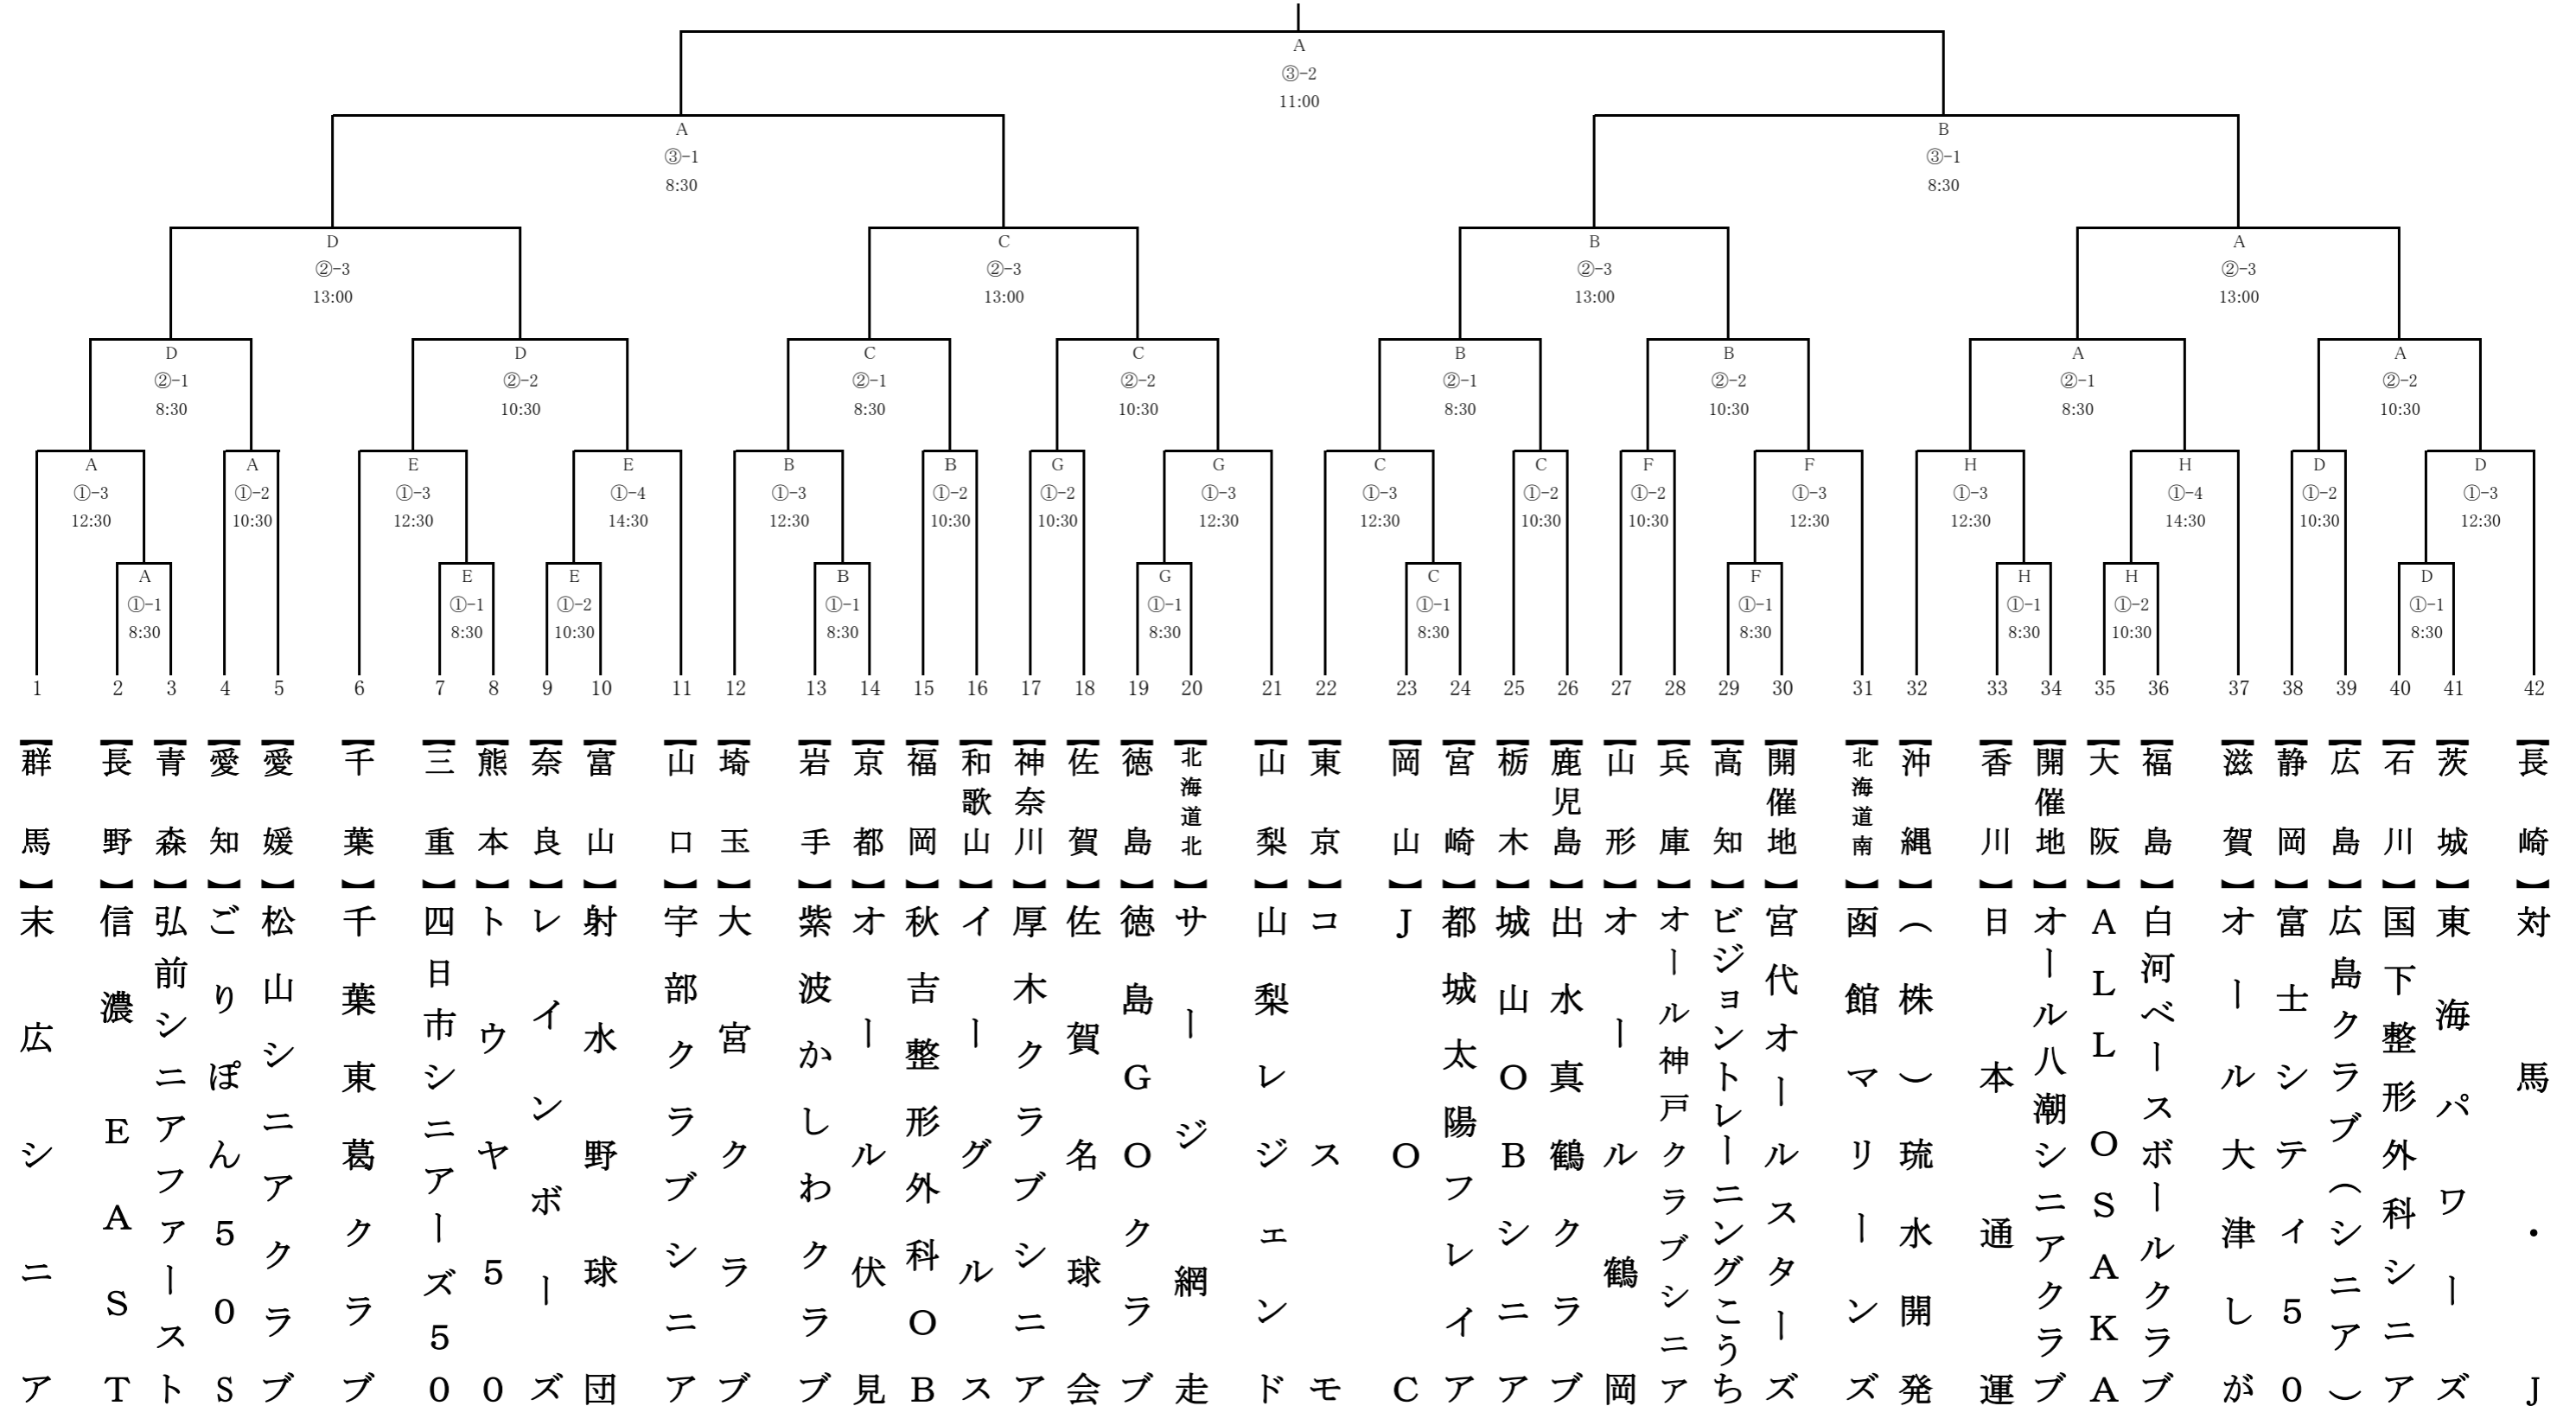 A
③-2
11:00
A
③-1
8:30
B
③-1
8:30
D
②-3
13:00
C
②-3
13:00
B
②-3
13:00
A
②-3
13:00
D
②-1
8:30
D
②-2
10:30
C
②-1
8:30
C
②-2
10:30
B
②-1
8:30
B
②-2
10:30
A
②-1
8:30
A
②-2
10:30
A
①-3
12:30
A
①-2
10:30
E
①-3
12:30
E
①-4
14:30
B
①-3
12:30
B
①-2
10:30
G
①-2
10:30
G
①-3
12:30
C
①-3
12:30
C
①-2
10:30
F
①-2
10:30
F
①-3
12:30
H
①-3
12:30
H
①-4
14:30
D
①-2
10:30
D
①-3
12:30
A
①-1
8:30
E
①-1
8:30
E
①-2
10:30
B
①-1
8:30
G
①-1
8:30
C
①-1
8:30
F
①-1
8:30
H
①-1
8:30
H
①-2
10:30
D
①-1
8:30
1 2 3 4 5 6 7 8 9 10 11 12 13 14 15 16 17 18 19 20 21 22 23 24 25 26 27 28 29 30 31 32 33 34 35 36 37 38 39 40 41 42
【群馬】末広シニア
【長野】信濃EAST
【青森】弘前シニアファースト
【愛知】ごりぽん50S
【愛媛】松山シニアクラブ
【千葉】千葉東葛クラブ
【三重】四日市シニアーズ50
【熊本】トウヤ50
【奈良】レインボーズ
【富山】射水野球団
【山口】宇部クラブシニア
【埼玉】大宮クラブ
【岩手】紫波かしわクラブ
【京都】オール伏見
【福岡】秋吉整形外科OB
【和歌山】イーグルス
【神奈川】厚木クラブシニア
【佐賀】佐賀名球会
【徳島】徳島GOクラブ
【北海道北】サージ網走
【山梨】山梨レジェンド
【東京】コスモ
【岡山】JOC
【宮崎】都城太陽フレイア
【栃木】城山OBシニア
【鹿児島】出水真鶴クラブ
【山形】オール鶴岡
【兵庫】オール神戸クラブシニア
【高知】ビジョントレーニングこうち
【開催地】宮代オールスターズ
【北海道南】函館マリーンズ
【沖縄】（株）琉水開発
【香川】日本通運
【開催地】オール八潮シニアクラブ
【大阪】ALL OSAKA
【福島】白河ベースボールクラブ
【滋賀】オール大津しが
【静岡】富士シティ50
【広島】広島クラブ（シニア）
【石川】国下整形外科シニア
【茨城】東海パワーズ
【長崎】対馬・J